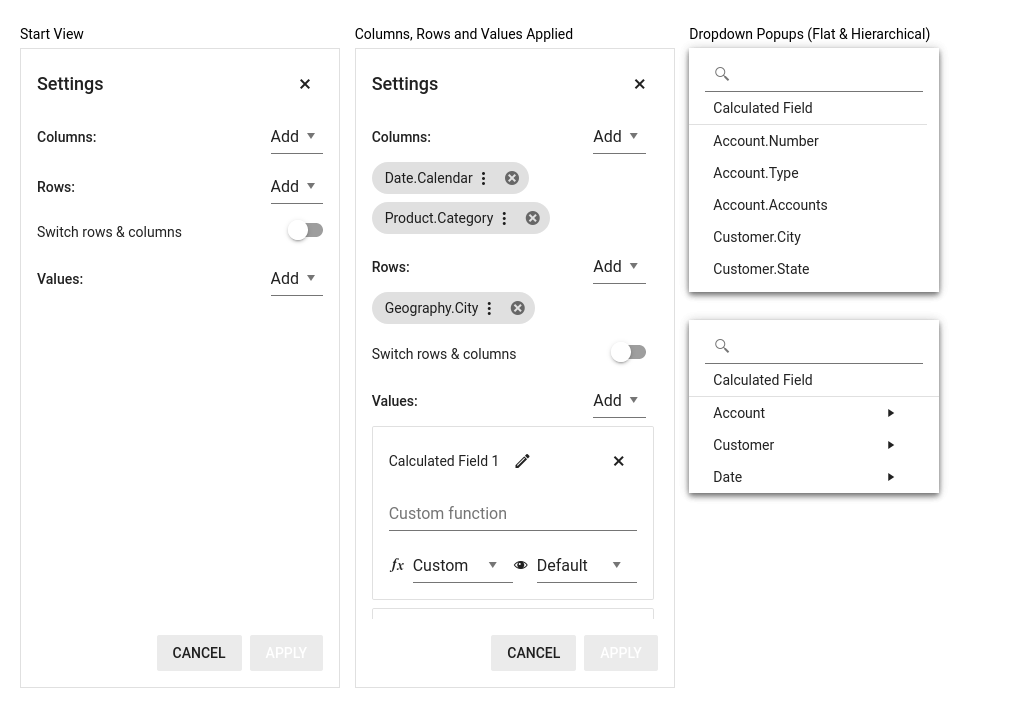 Start View
Settings
Columns:
Add
Rows:
Add
Switch rows & columns
Values:
Add
CANCEL
APPLY
Columns, Rows and Values Applied
Settings
Columns:
Add
Date.Calendar
Product.Category
Rows:
Add
Geography.City
Switch rows & columns
Values:
Add
Calculated Field 1
Custom function
fx Custom
Default
CANCEL
APPLY
Dropdown Popups (Flat & Hierarchical)
Calculated Field
Account.Number
Account.Type
Account.Accounts
Customer.City
Customer.State
Calculated Field
Account
Customer
Date